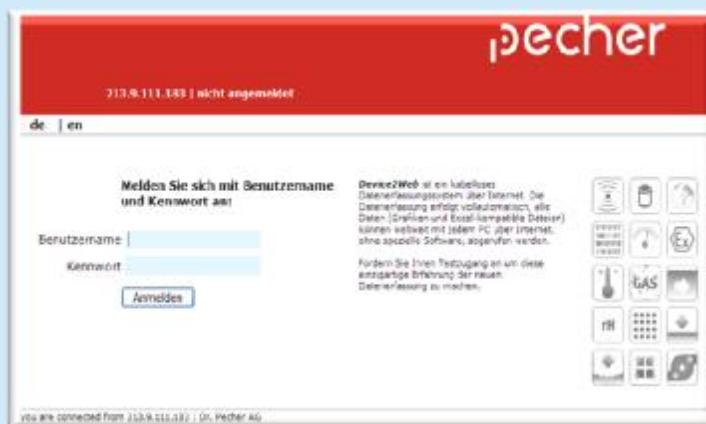 pecher
213.9.111.183 | nicht angemeldet
de | en
Melden Sie sich mit Benutzername
und Kennwort an:
Benutzername
Kennwort
Anmelden
Device2Web ist ein kabelloses
Datenerfassungssystem über Internet. Die
Datenerfassung erfolgt vollautomatisch, alle
Daten (Grafiken und Excel-kompatible Dateien)
können weltweit mit jedem PC über Internet,
ohne spezielle Software, abgerufen werden.
Fordern Sie Ihren Testzugang an um diese
einzigartige Erfahrung der neuen
Datenerfassung zu machen.
Ex
GAS
rH
you are connected from 213.9.111.183 | Dr. Pecher AG